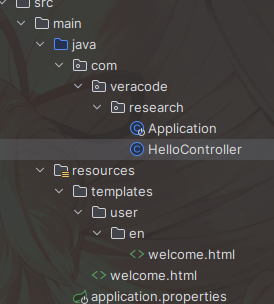 src
main
java
com
veracode
research
Application
HelloController
resources
templates
user
en
welcome.html
welcome.html
application.properties